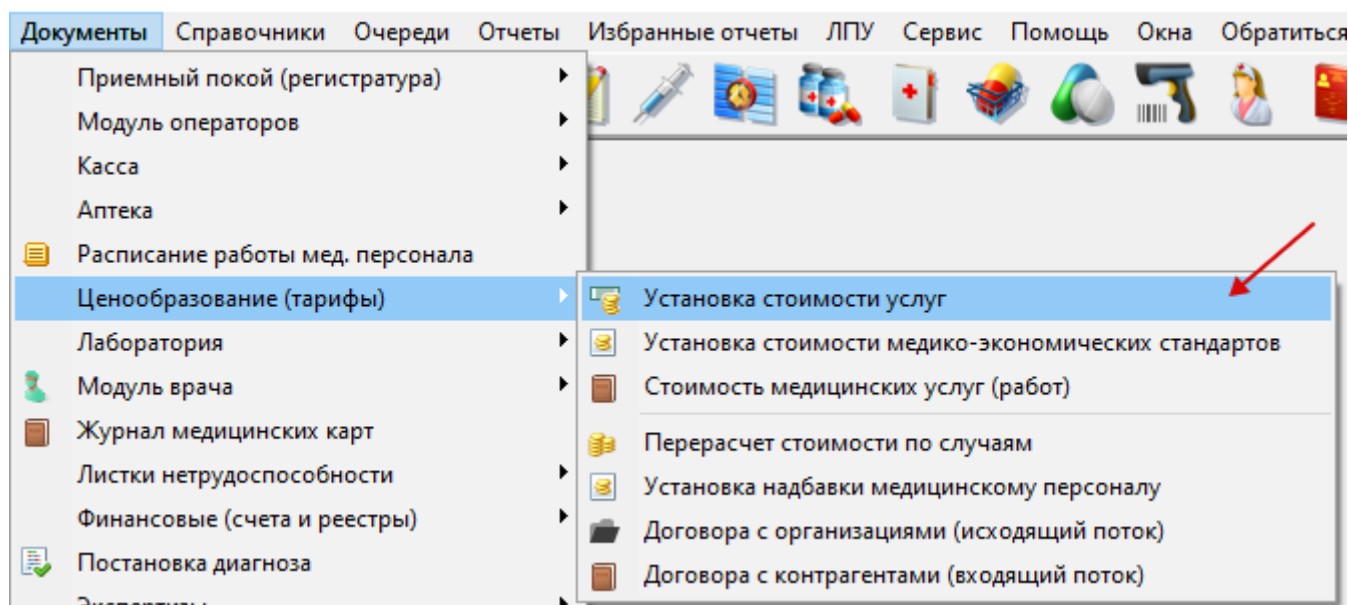 Документы Справочники Очереди Отчеты Избранные отчеты ЛПУ Сервис Помощь Окна Обратиться
Приемный покой (регистратура)
Модуль операторов
Касса
Аптека
Расписание работы мед. персонала
Ценообразование (тарифы)
Лаборатория
Модуль врача
Журнал медицинских карт
Листки нетрудоспособности
Финансовые (счета и реестры)
Постановка диагноза
Экспертизы
Установка стоимости услуг
Установка стоимости медико-экономических стандартов
Стоимость медицинских услуг (работ)
Перерасчет стоимости по случаям
Установка надбавки медицинскому персоналу
Договора с организациями (исходящий поток)
Договора с контрагентами (входящий поток)